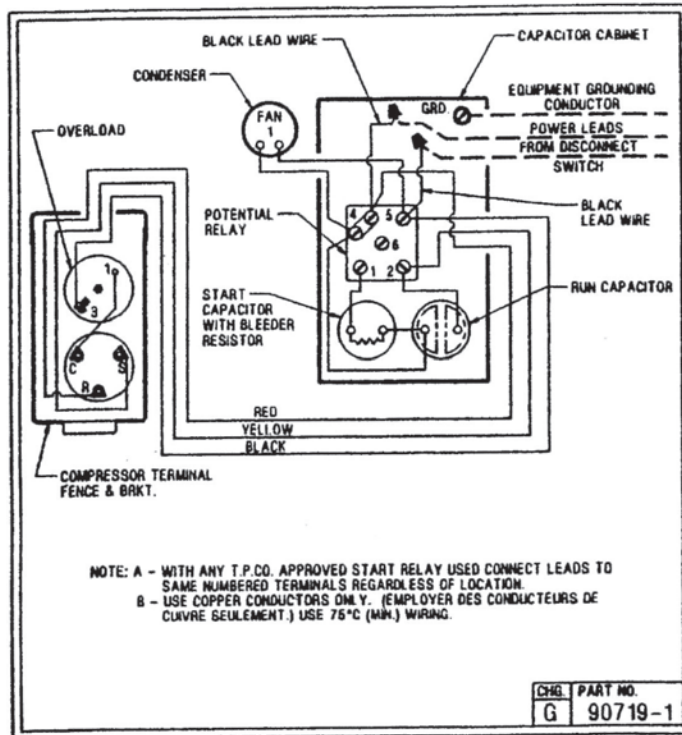 BLACK LEAD WIRE
CAPACITOR CABINET
CONDENSER
FAN
1
GRD.
EQUIPMENT GROUNDING
CONDUCTOR
POWER LEADS
FROM DISCONNECT
SWITCH
OVERLOAD
4
5
6
1
2
POTENTIAL
RELAY
BLACK
LEAD WIRE
1
3
START
CAPACITOR
WITH BLEEDER
RESISTOR
RUN CAPACITOR
C
S
R
RED
YELLOW
BLACK
COMPRESSOR TERMINAL
FENCE & BRKT.
NOTE: A - WITH ANY T.P.CO. APPROVED START RELAY USED CONNECT LEADS TO
SAME NUMBERED TERMINALS REGARDLESS OF LOCATION.
B - USE COPPER CONDUCTORS ONLY. (EMPLOYER DES CONDUCTEURS DE
CUIVRE SEULEMENT.) USE 75°C (MIN.) WIRING.
CHG. PART NO.
G 90719-1